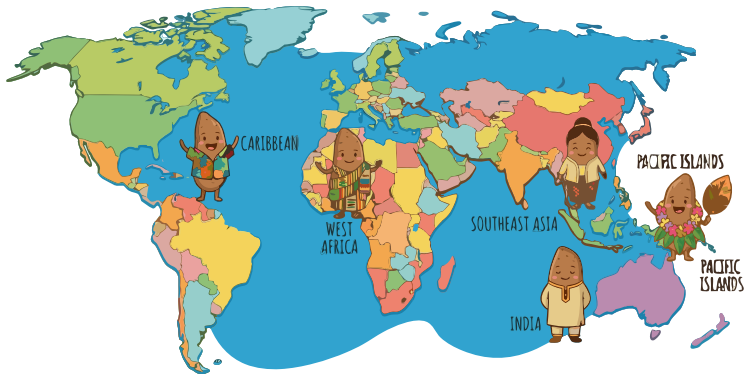 CARIBBEAN
PACIFIC ISLANDS
WEST
AFRICA
SOUTHEAST ASIA
PACIFIC
ISLANDS
INDIA